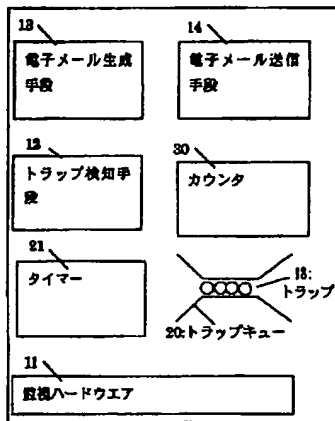 13
電子メール生成
手段
14
電子メール送信
手段
12
トラップ検知手
段
30
カウンタ
21
タイマー
15:
トラップ
20:トラップキュー
11
監視ハードウエア